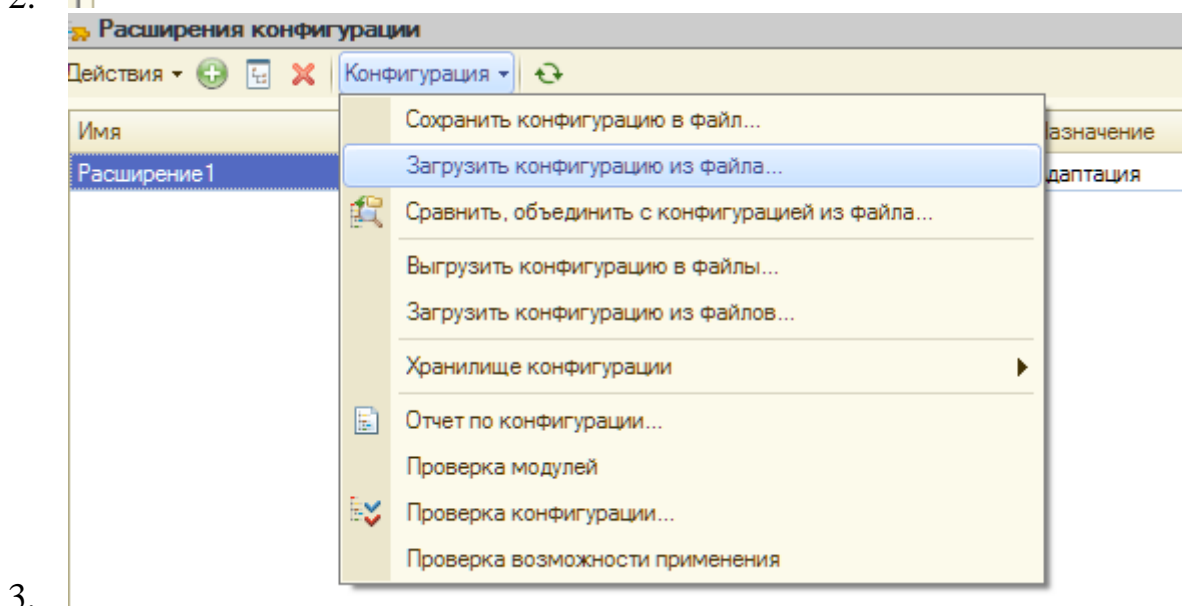 2.
Расширения конфигурации
Действия Конфигурация
Имя
Сохранить конфигурацию в файл...
азначение
Расширение1
Загрузить конфигурацию из файла...
даптация
Сравнить, объединить с конфигурацией из файла...
Выгрузить конфигурацию в файлы...
Загрузить конфигурацию из файлов...
Хранилище конфигурации
Отчет по конфигурации...
Проверка модулей
Проверка конфигурации...
Проверка возможности применения
3.